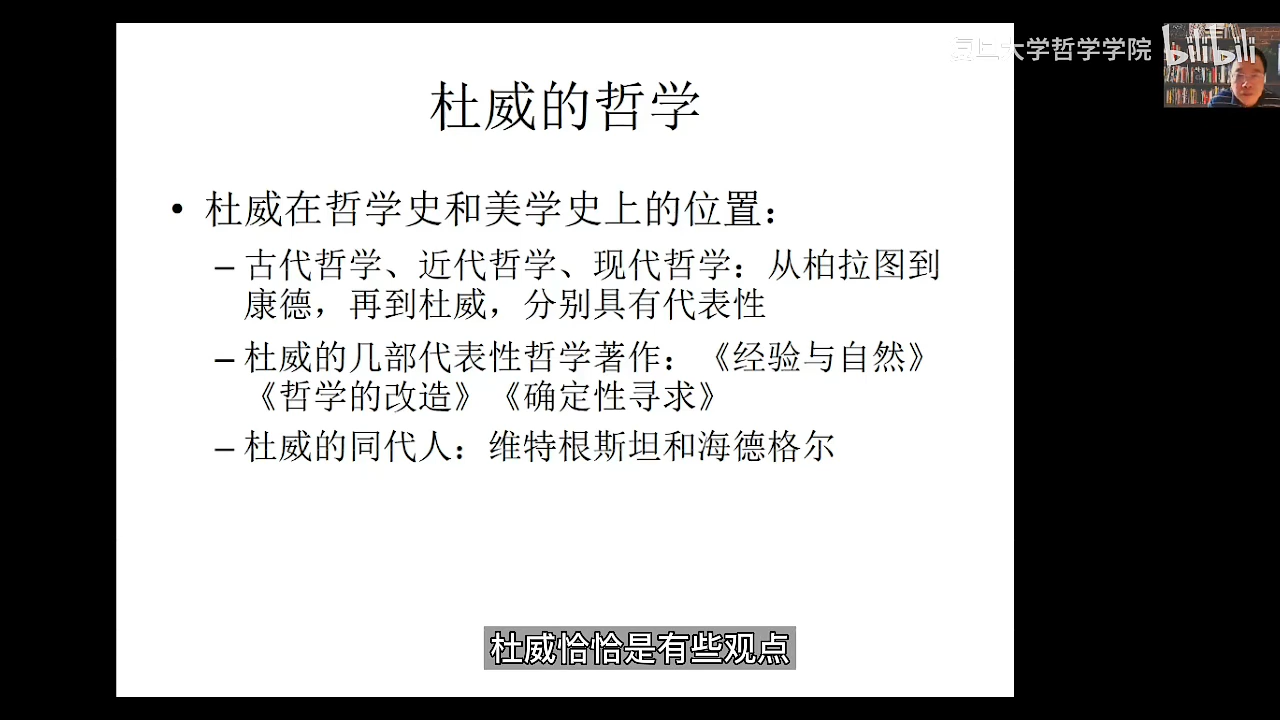 大学哲学学院
bilibili
杜威的哲学
• 杜威在哲学史和美学史上的位置：
– 古代哲学、近代哲学、现代哲学：从柏拉图到
康德，再到杜威，分别具有代表性
– 杜威的几部代表性哲学著作：《经验与自然》
《哲学的改造》《确定性寻求》
– 杜威的同代人：维特根斯坦和海德格尔
杜威恰恰是有些观点